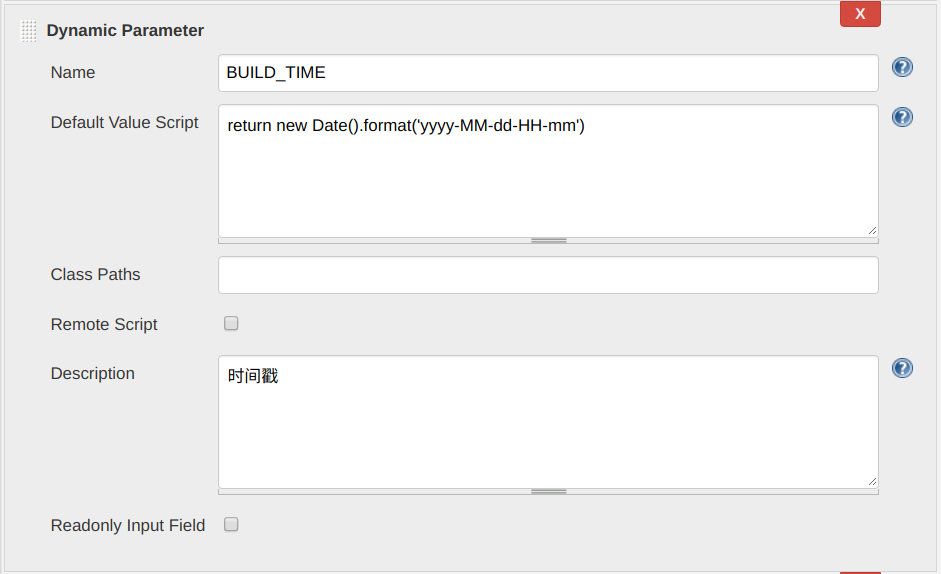 X
Dynamic Parameter
Name
BUILD_TIME
?
Default Value Script
return new Date().format('yyyy-MM-dd-HH-mm')
?
Class Paths
Remote Script
Description
时间戳
?
Readonly Input Field